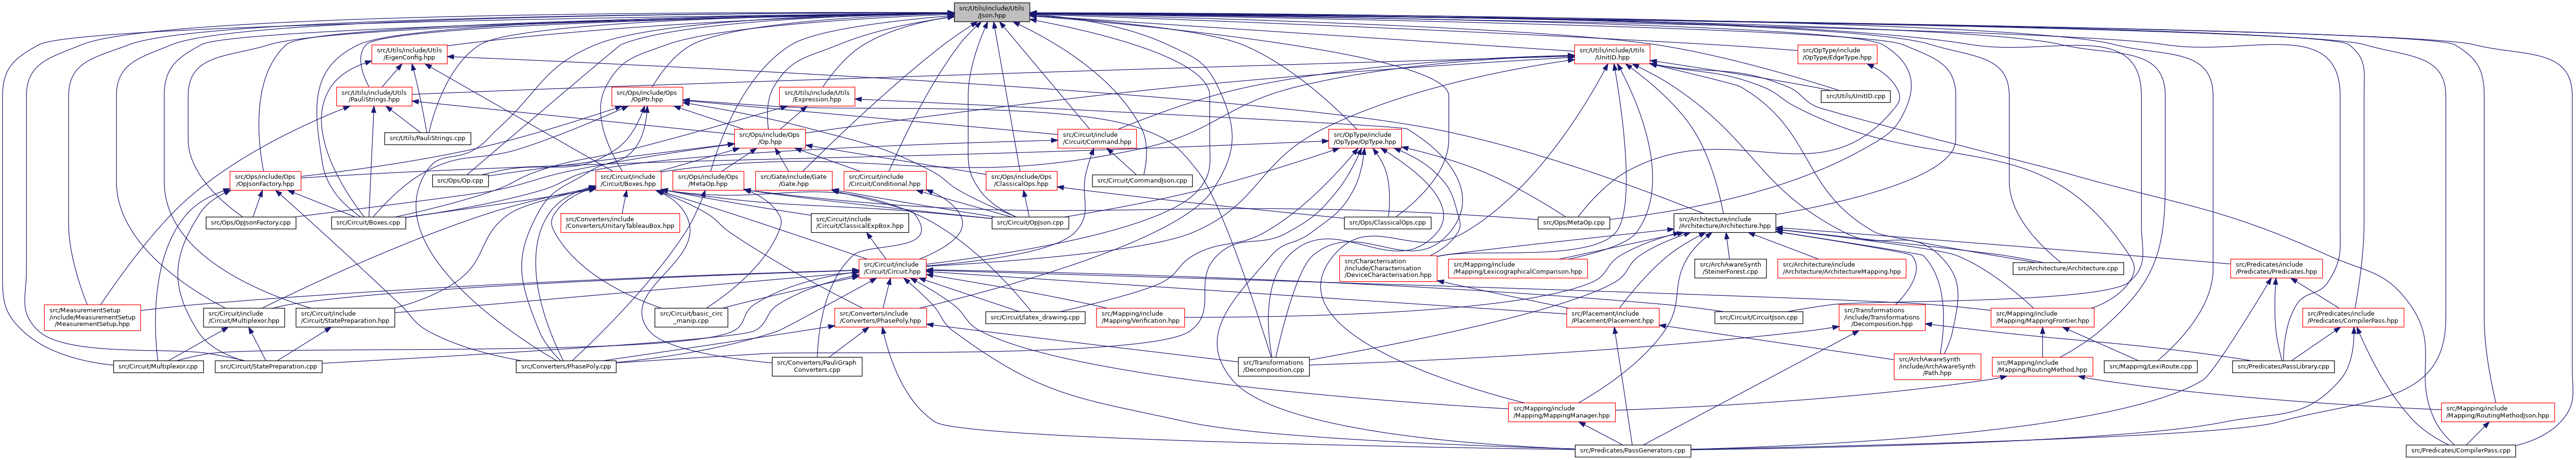 src/Utils/include/Utils
/Json.hpp
src/Utils/include/Utils
/EigenConfig.hpp
src/Utils/include/Utils
/UnitID.hpp
src/OpType/include
/OpType/EdgeType.hpp
src/Utils/include/Utils
/PauliStrings.hpp
src/Ops/include/Ops
/OpPtr.hpp
src/Utils/include/Utils
/Expression.hpp
src/Utils/UnitID.cpp
src/Utils/PauliStrings.cpp
src/Ops/include/Ops
/Op.hpp
src/Circuit/include
/Circuit/Command.hpp
src/OpType/include
/OpType/OpType.hpp
src/Ops/include/Ops
/OpJsonFactory.hpp
src/Ops/Op.cpp
src/Circuit/include
/Circuit/Boxes.hpp
src/Ops/include/Ops
/MetaOp.hpp
src/Gate/include/Gate
/Gate.hpp
src/Circuit/include
/Circuit/Conditional.hpp
src/Ops/include/Ops
/ClassicalOps.hpp
src/Circuit/CommandJson.cpp
src/Ops/OpJsonFactory.cpp
src/Circuit/Boxes.cpp
src/Converters/include
/Converters/UnitaryTableauBox.hpp
src/Circuit/include
/Circuit/ClassicalExpBox.hpp
src/Circuit/OpJson.cpp
src/Ops/ClassicalOps.cpp
src/Ops/MetaOp.cpp
src/Architecture/include
/Architecture/Architecture.hpp
src/Circuit/include
/Circuit/Circuit.hpp
src/Characterisation
/include/Characterisation
/DeviceCharacterisation.hpp
src/Mapping/include
/Mapping/LexicographicalComparison.hpp
src/ArchAwareSynth
/SteinerForest.cpp
src/Architecture/include
/Architecture/ArchitectureMapping.hpp
src/Architecture/Architecture.cpp
src/Predicates/include
/Predicates/Predicates.hpp
src/MeasurementSetup
/include/MeasurementSetup
/MeasurementSetup.hpp
src/Circuit/include
/Circuit/Multiplexor.hpp
src/Circuit/include
/Circuit/StatePreparation.hpp
src/Circuit/basic_circ
_manip.cpp
src/Converters/include
/Converters/PhasePoly.hpp
src/Circuit/latex_drawing.cpp
src/Mapping/include
/Mapping/Verification.hpp
src/Placement/include
/Placement/Placement.hpp
src/Circuit/CircuitJson.cpp
src/Transformations
/include/Transformations
/Decomposition.hpp
src/Mapping/include
/Mapping/MappingFrontier.hpp
src/Predicates/include
/Predicates/CompilerPass.hpp
src/Circuit/Multiplexor.cpp
src/Circuit/StatePreparation.cpp
src/Converters/PhasePoly.cpp
src/Converters/PauliGraph
Converters.cpp
src/Transformations
/Decomposition.cpp
src/ArchAwareSynth
/include/ArchAwareSynth
/Path.hpp
src/Mapping/include
/Mapping/RoutingMethod.hpp
src/Mapping/LexiRoute.cpp
src/Predicates/PassLibrary.cpp
src/Mapping/include
/Mapping/MappingManager.hpp
src/Mapping/include
/Mapping/RoutingMethodJson.hpp
src/Predicates/PassGenerators.cpp
src/Predicates/CompilerPass.cpp